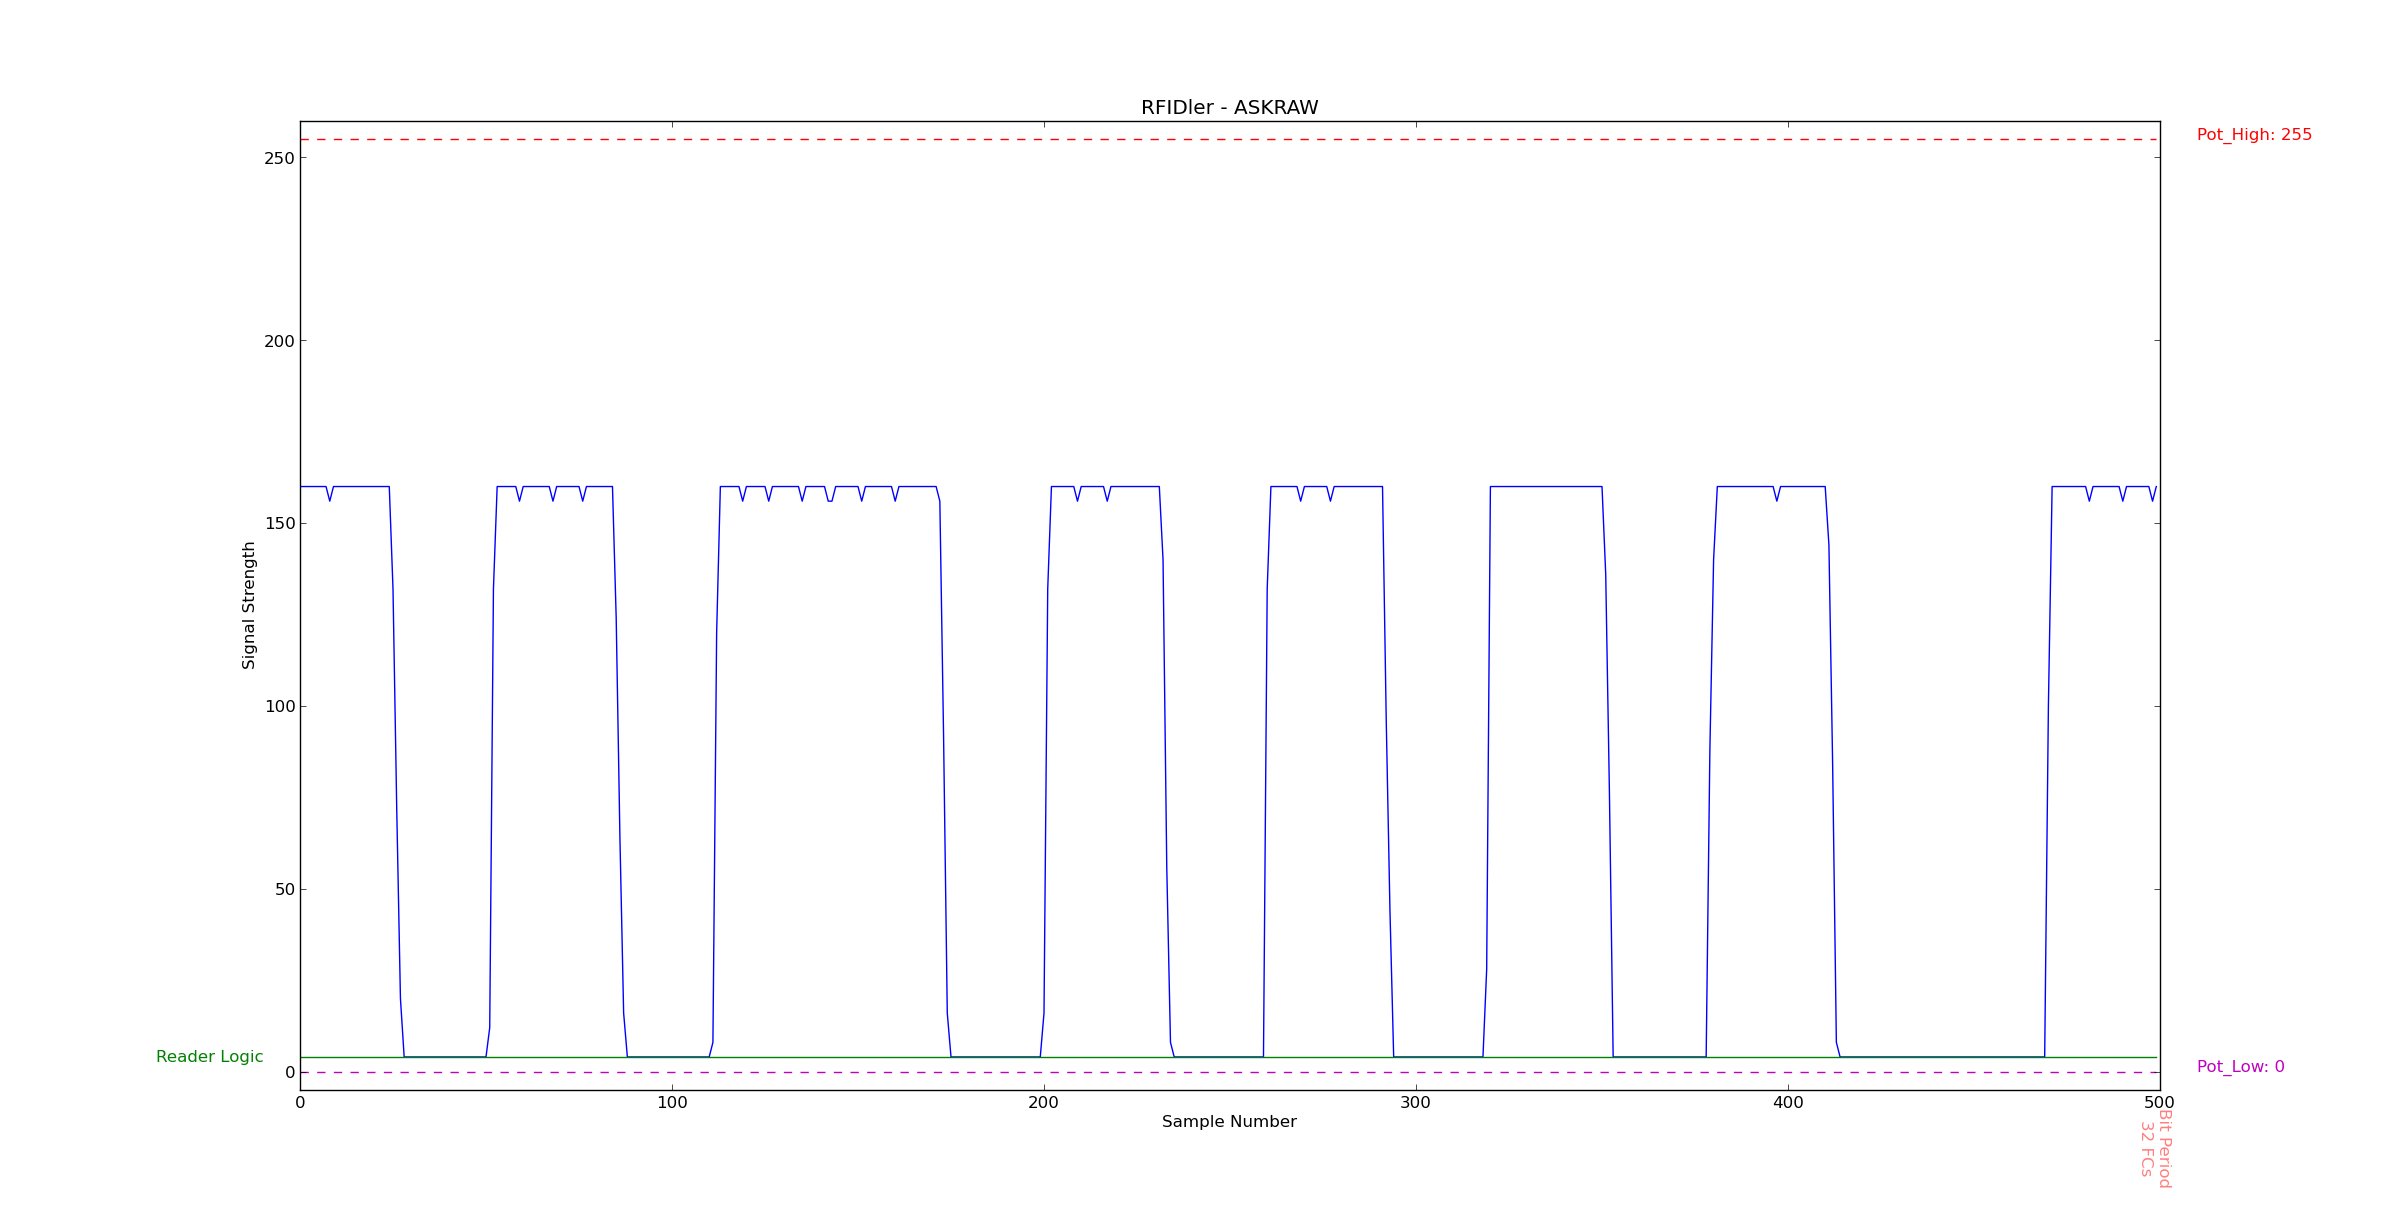 RFIDler - ASKRAW
Pot_High: 255
250
200
150
100
50
0
Signal Strength
Reader Logic
Pot_Low: 0
0 100 200 300 400 500
Sample Number
Bit Period
32 FCs